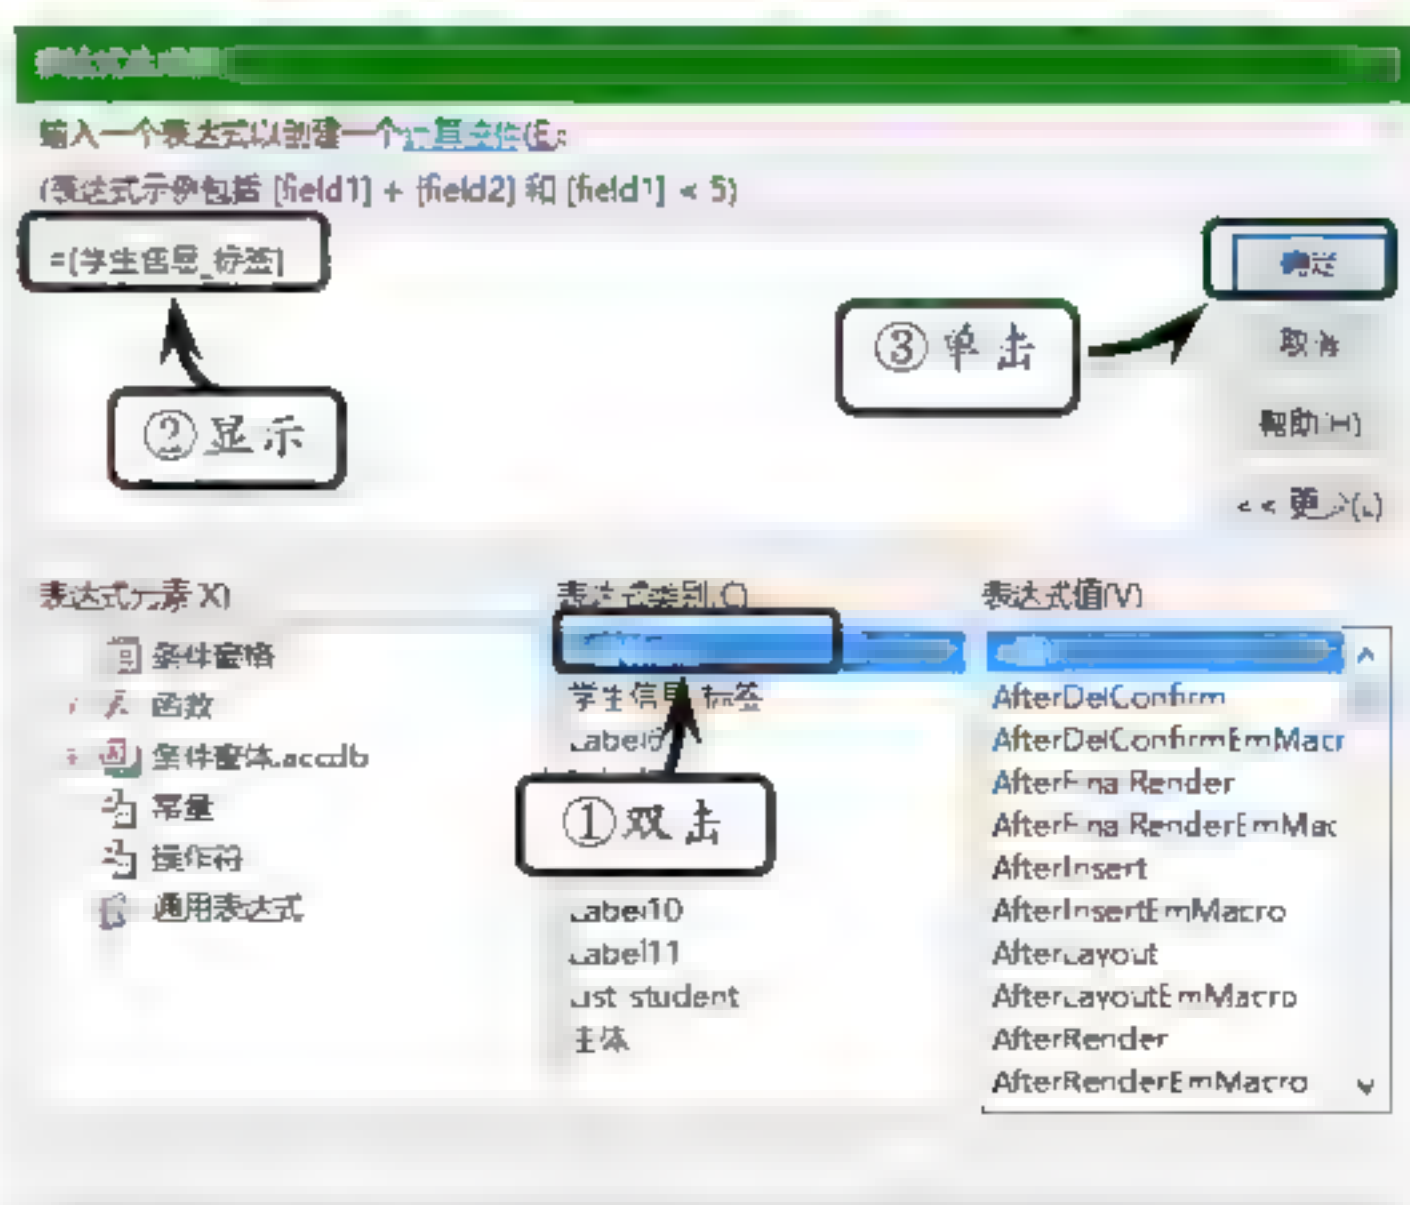 输入一个表达式以创建一个计算控件(E):
(表达式示例包括 [field1] + [field2] 和 [field1] < 5)
=[学生信息_标签]
确定
③单击
取消
②显示
帮助(H)
<< 更少(L)
表达式元素(X)
表达式类别(C)
表达式值(V)
条件窗格
函数
条件窗体.accdb
常量
操作符
通用表达式
学生信息_标签
①双击
Label10
Label11
List_student
主体
AfterDelConfirm
AfterDelConfirmEmMacr
AfterFinalRender
AfterFinalRenderEmMac
AfterInsert
AfterInsertEmMacro
AfterLayout
AfterLayoutEmMacro
AfterRender
AfterRenderEmMacro